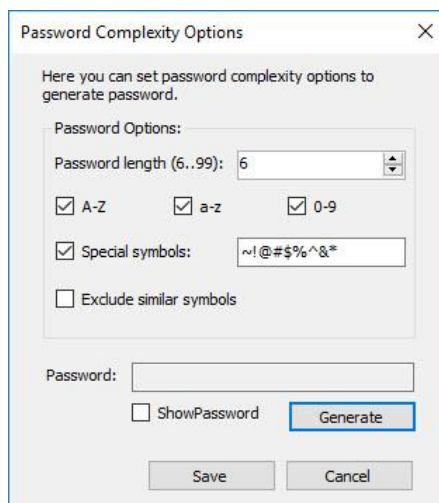 Password Complexity Options
Here you can set password complexity options to
generate password.
Password Options:
Password length (6..99): 6
A-Z a-z 0-9
Special symbols: ~!@#$%^&*
Exclude similar symbols
Password:
ShowPassword Generate
Save Cancel